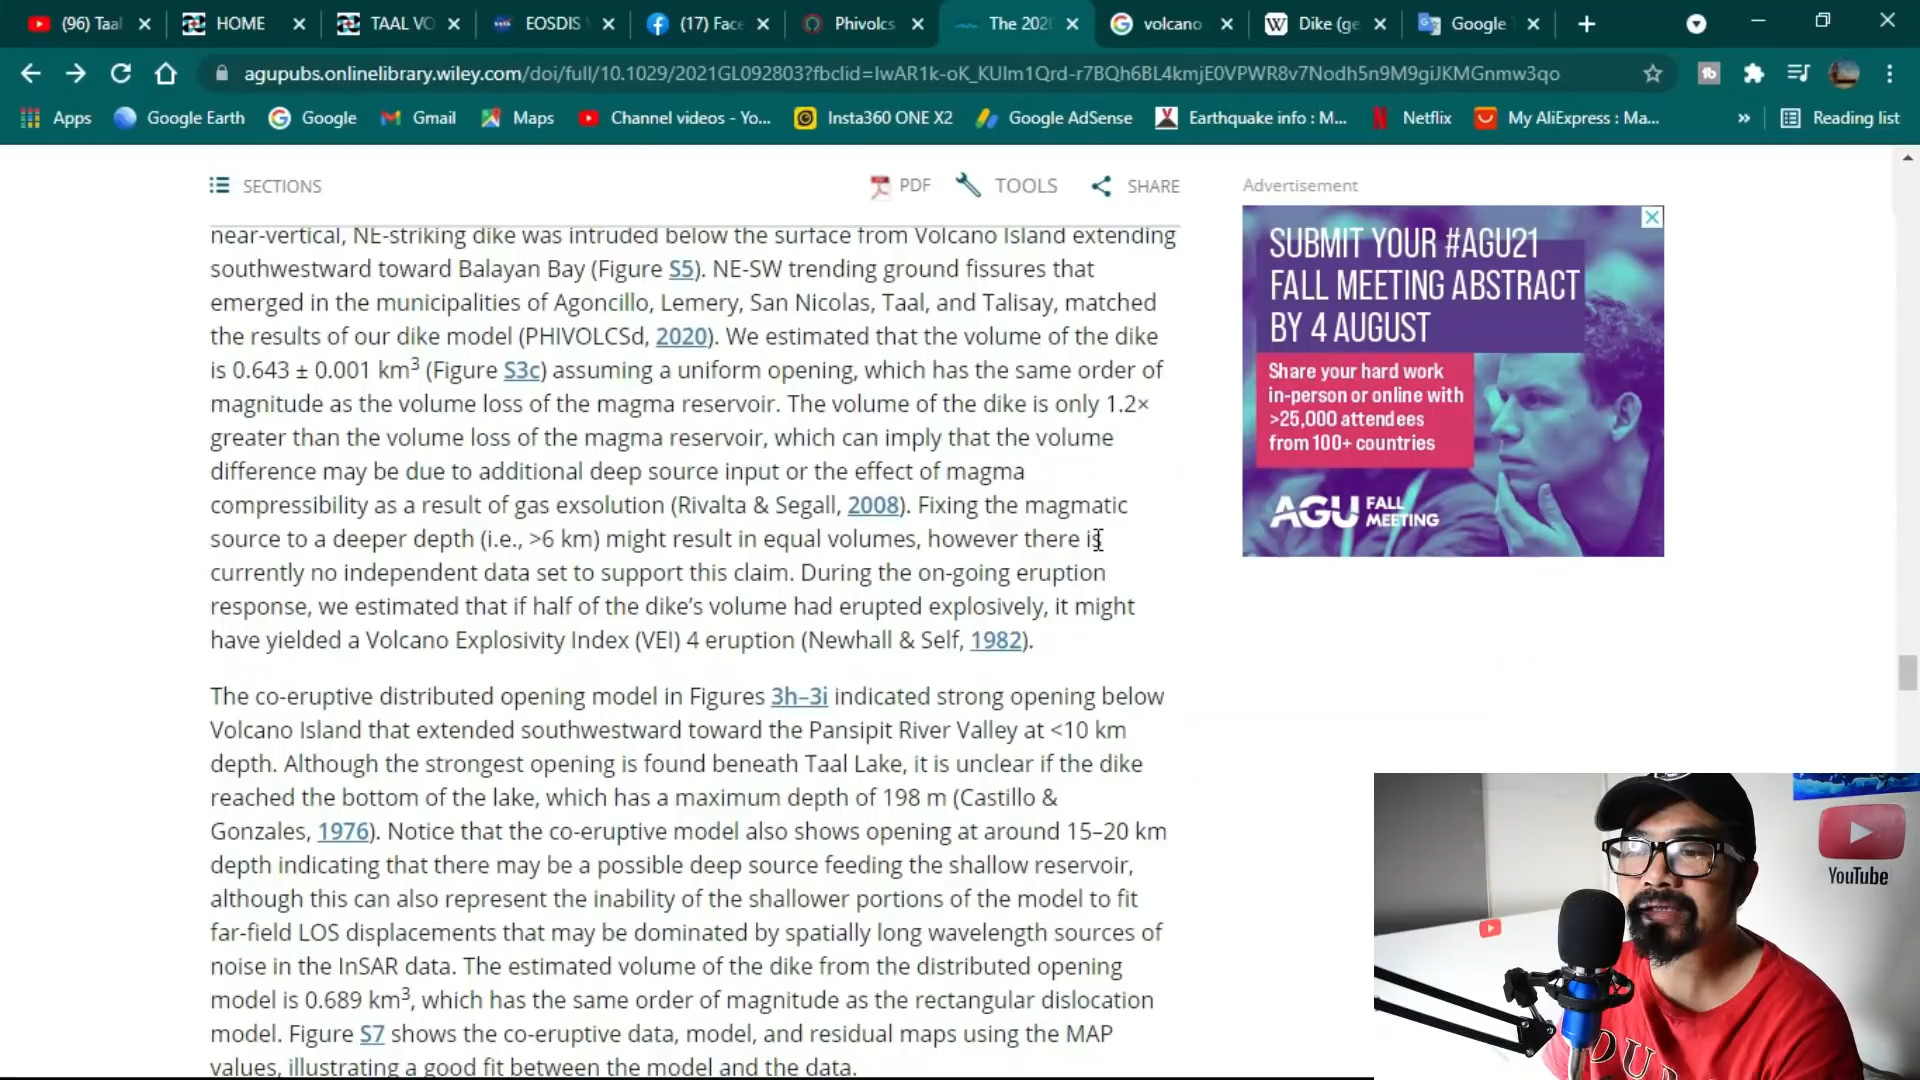 (96) Taal
HOME
TAAL VO
EOSDIS
(17) Face
Phivolcs
The 202
volcano
Dike (ge
Google T
agupubs.onlinelibrary.wiley.com/doi/full/10.1029/2021GL092803?fbclid=IwAR1k-oK_KUlm1Qrd-r7BQh6BL4kmjE0VPWR8v7Nodh5n9M9giJKMGnmw3qo
Apps
Google Earth
Google
Gmail
Maps
Channel videos - Yo...
Insta360 ONE X2
Google AdSense
Earthquake info : M...
Netflix
My AliExpress : Ma...
»
Reading list
SECTIONS
PDF
TOOLS
SHARE
near-vertical, NE-striking dike was intruded below the surface from Volcano Island extending
southwestward toward Balayan Bay (Figure S5). NE-SW trending ground fissures that
emerged in the municipalities of Agoncillo, Lemery, San Nicolas, Taal, and Talisay, matched
the results of our dike model (PHIVOLCSd, 2020). We estimated that the volume of the dike
is 0.643 ± 0.001 km³ (Figure S3c) assuming a uniform opening, which has the same order of
magnitude as the volume loss of the magma reservoir. The volume of the dike is only 1.2×
greater than the volume loss of the magma reservoir, which can imply that the volume
difference may be due to additional deep source input or the effect of magma
compressibility as a result of gas exsolution (Rivalta & Segall, 2008). Fixing the magmatic
source to a deeper depth (i.e., >6 km) might result in equal volumes, however there is
currently no independent data set to support this claim. During the on-going eruption
response, we estimated that if half of the dike's volume had erupted explosively, it might
have yielded a Volcano Explosivity Index (VEI) 4 eruption (Newhall & Self, 1982).
The co-eruptive distributed opening model in Figures 3h–3i indicated strong opening below
Volcano Island that extended southwestward toward the Pansipit River Valley at <10 km
depth. Although the strongest opening is found beneath Taal Lake, it is unclear if the dike
reached the bottom of the lake, which has a maximum depth of 198 m (Castillo &
Gonzales, 1976). Notice that the co-eruptive model also shows opening at around 15–20 km
depth indicating that there may be a possible deep source feeding the shallow reservoir,
although this can also represent the inability of the shallower portions of the model to fit
far-field LOS displacements that may be dominated by spatially long wavelength sources of
noise in the InSAR data. The estimated volume of the dike from the distributed opening
model is 0.689 km³, which has the same order of magnitude as the rectangular dislocation
model. Figure S7 shows the co-eruptive data, model, and residual maps using the MAP
values, illustrating a good fit between the model and the data.
Advertisement
SUBMIT YOUR #AGU21
FALL MEETING ABSTRACT
BY 4 AUGUST
Share your hard work
in-person or online with
>25,000 attendees
from 100+ countries
AGU FALL
MEETING
YouTube